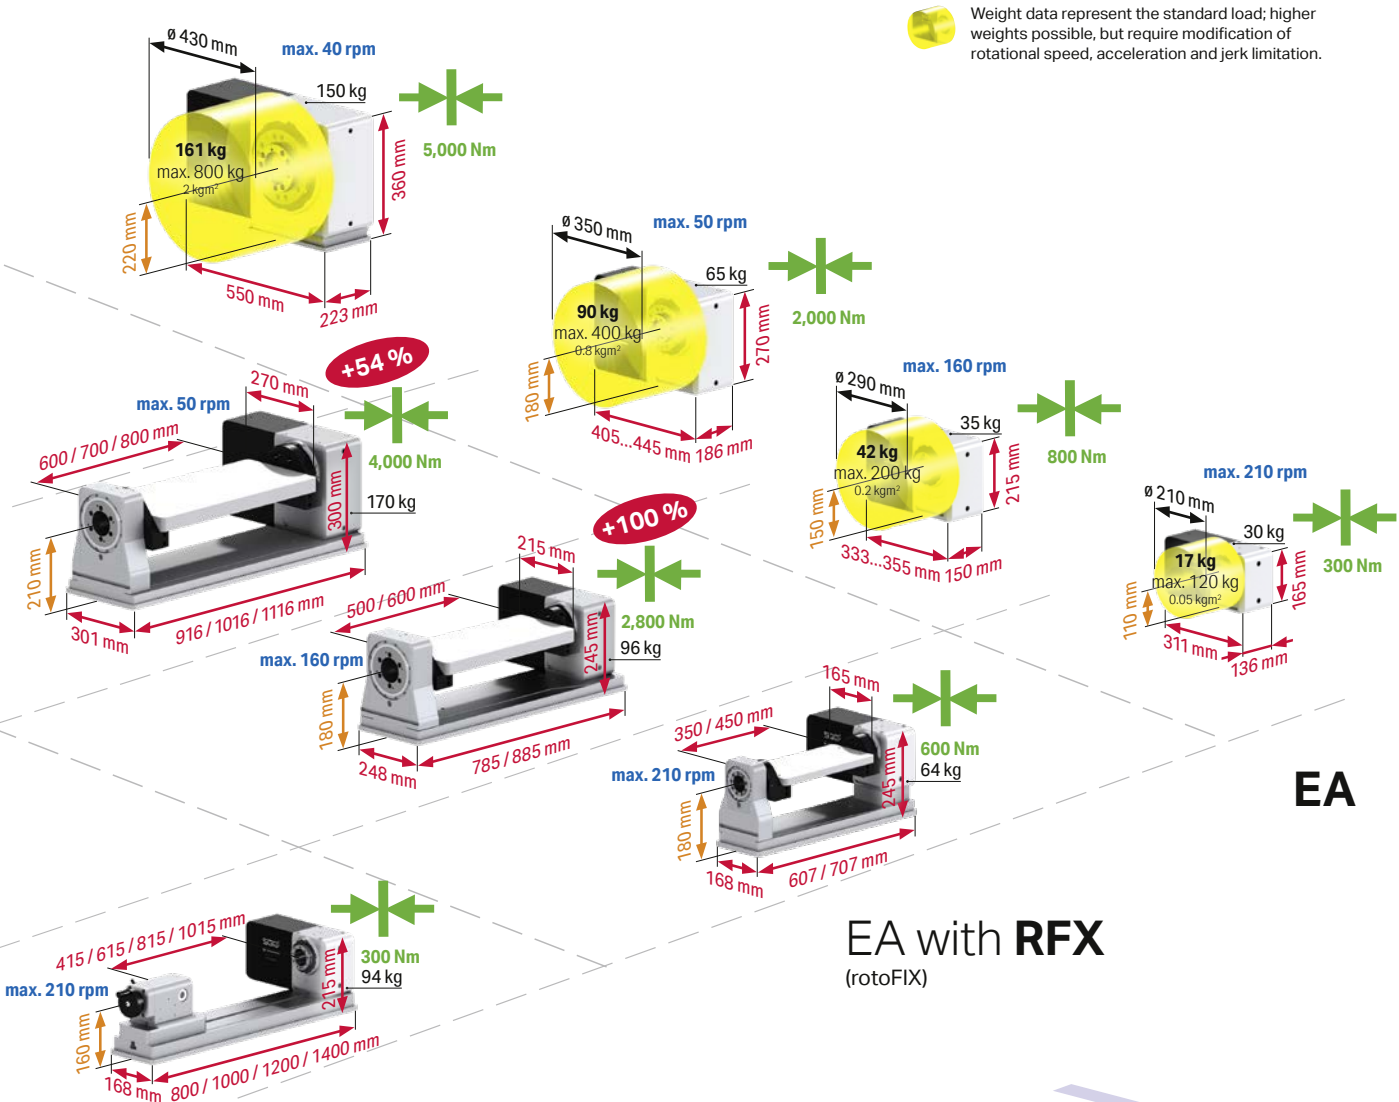 Weight data represent the standard load; higher
weights possible, but require modification of
rotational speed, acceleration and jerk limitation.
ø 430 mm
max. 40 rpm
150 kg
5,000 Nm
161 kg
max. 800 kg
2 kgm²
360 mm
220 mm
550 mm
223 mm
ø 350 mm
max. 50 rpm
65 kg
2,000 Nm
90 kg
max. 400 kg
0.8 kgm²
270 mm
180 mm
405...445 mm
186 mm
ø 290 mm
max. 160 rpm
35 kg
800 Nm
42 kg
max. 200 kg
0.2 kgm²
215 mm
150 mm
333...355 mm
150 mm
ø 210 mm
max. 210 rpm
30 kg
300 Nm
17 kg
max. 120 kg
0.05 kgm²
165 mm
110 mm
311 mm
136 mm
EA
+54 %
270 mm
max. 50 rpm
600 / 700 / 800 mm
4,000 Nm
300 mm
170 kg
210 mm
301 mm
916 / 1016 / 1116 mm
+100 %
215 mm
500 / 600 mm
2,800 Nm
max. 160 rpm
245 mm
96 kg
180 mm
248 mm
785 / 885 mm
165 mm
350 / 450 mm
600 Nm
max. 210 rpm
245 mm
64 kg
180 mm
168 mm
607 / 707 mm
EA with RFX
(rotoFIX)
415 / 615 / 815 / 1015 mm
300 Nm
max. 210 rpm
215 mm
94 kg
160 mm
168 mm
800 / 1000 / 1200 / 1400 mm